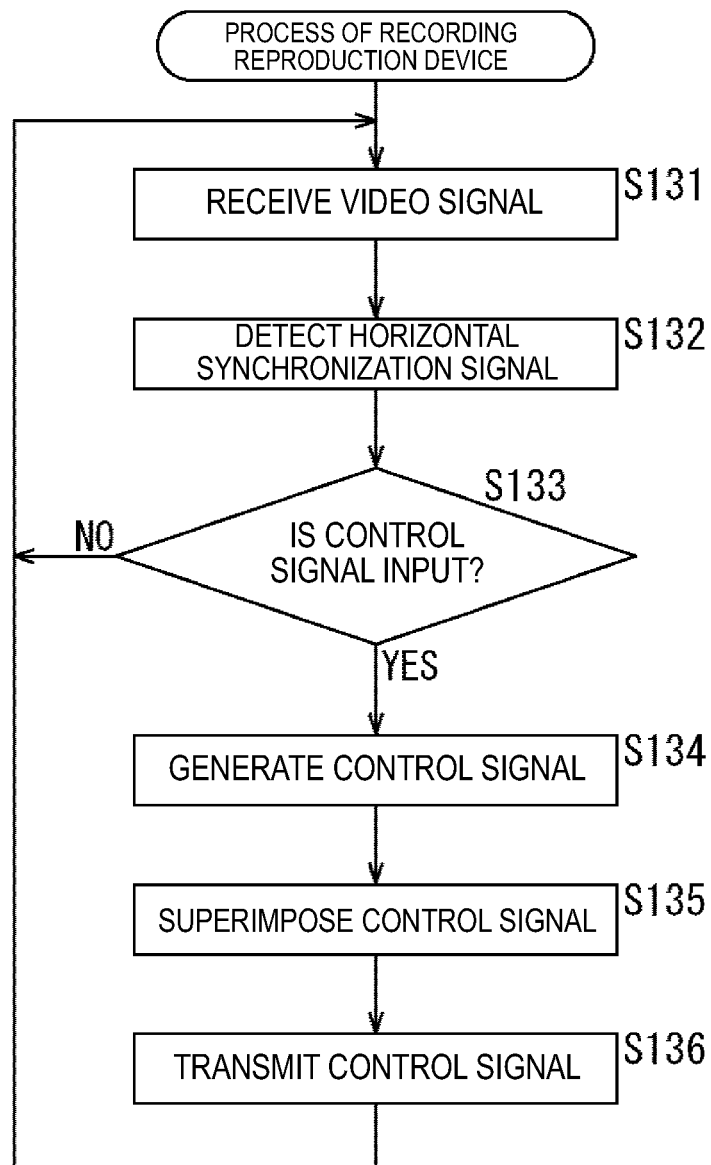 PROCESS OF RECORDING
REPRODUCTION DEVICE
RECEIVE VIDEO SIGNAL
S131
DETECT HORIZONTAL
SYNCHRONIZATION SIGNAL
S132
S133
IS CONTROL
SIGNAL INPUT?
NO
YES
GENERATE CONTROL SIGNAL
S134
SUPERIMPOSE CONTROL SIGNAL
S135
TRANSMIT CONTROL SIGNAL
S136